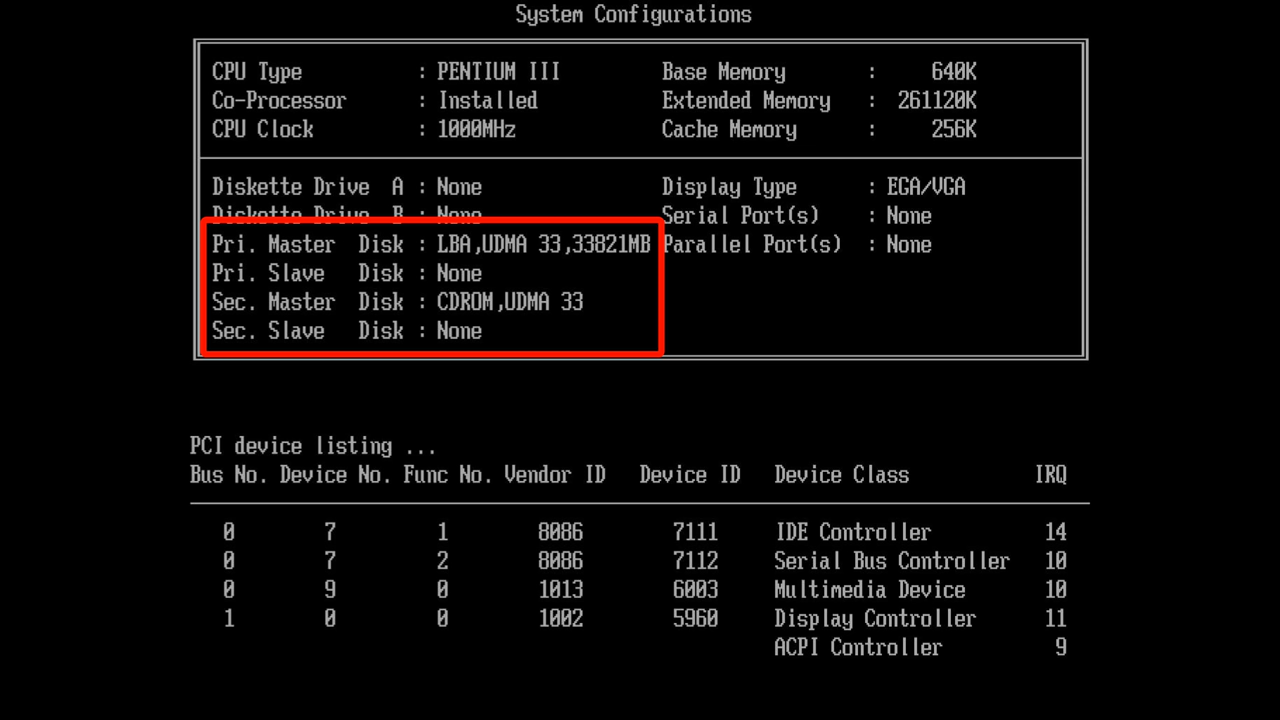 System Configurations
CPU Type : PENTIUM III Base Memory : 640K
Co-Processor : Installed Extended Memory : 261120K
CPU Clock : 1000MHz Cache Memory : 256K
Diskette Drive A : None Display Type : EGA/VGA
Diskette Drive B : None Serial Port(s) : None
Pri. Master Disk : LBA,UDMA 33,33821MB Parallel Port(s) : None
Pri. Slave Disk : None
Sec. Master Disk : CDROM,UDMA 33
Sec. Slave Disk : None
PCI device listing ...
Bus No. Device No. Func No. Vendor ID Device ID Device Class IRQ
0 7 1 8086 7111 IDE Controller 14
0 7 2 8086 7112 Serial Bus Controller 10
0 9 0 1013 6003 Multimedia Device 10
1 0 0 1002 5960 Display Controller 11
ACPI Controller 9